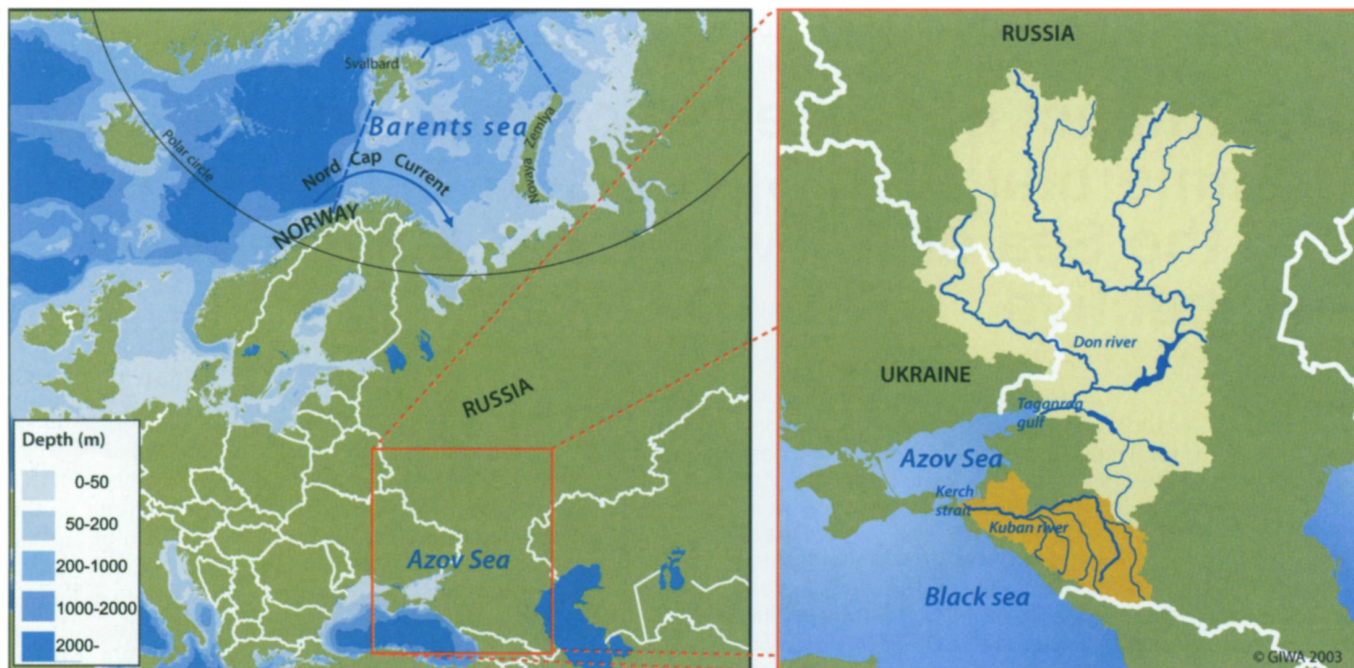 Svalbard
Barents sea
Polar circle
Nord Cap Current
Novaya Zemlya
NORWAY
RUSSIA
Azov Sea
Depth (m)
0-50
50-200
200-1000
1000-2000
2000-
RUSSIA
Don river
UKRAINE
Taganrog
gulf
Azov Sea
Kerch
strait
Kuban river
Black sea
© GIWA 2003